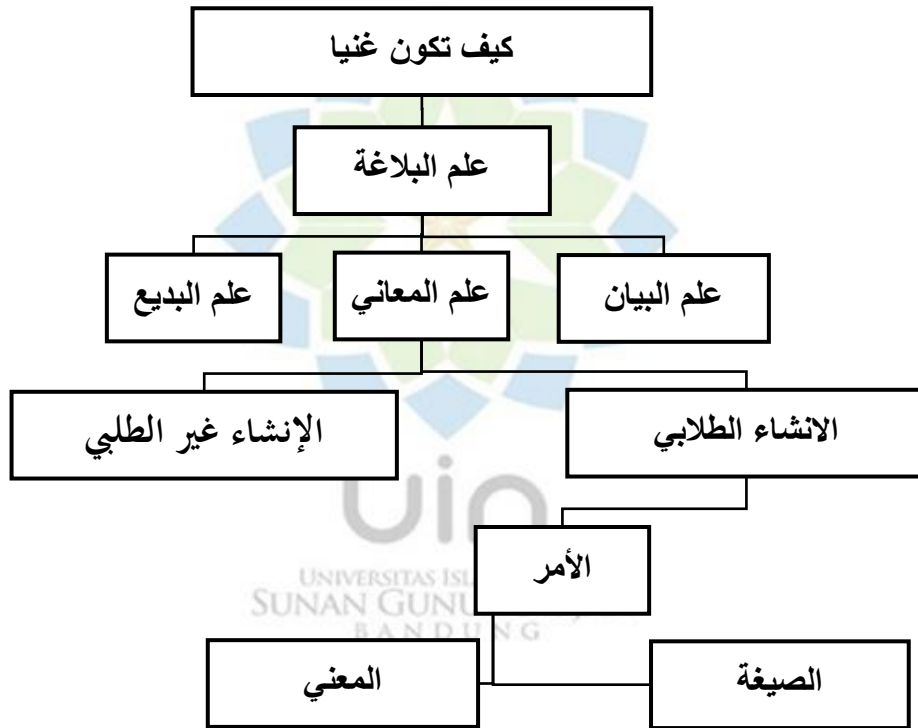 كيف تكون غنيا
علم البلاغة
علم البيان
علم المعاني
علم البديع
الانشاء الطلابي
الإنشاء غير الطلبي
uin
UNIVERSITAS ISL
SUNAN GUNU
BANDUNG
الأمر
الصيغة
المعني